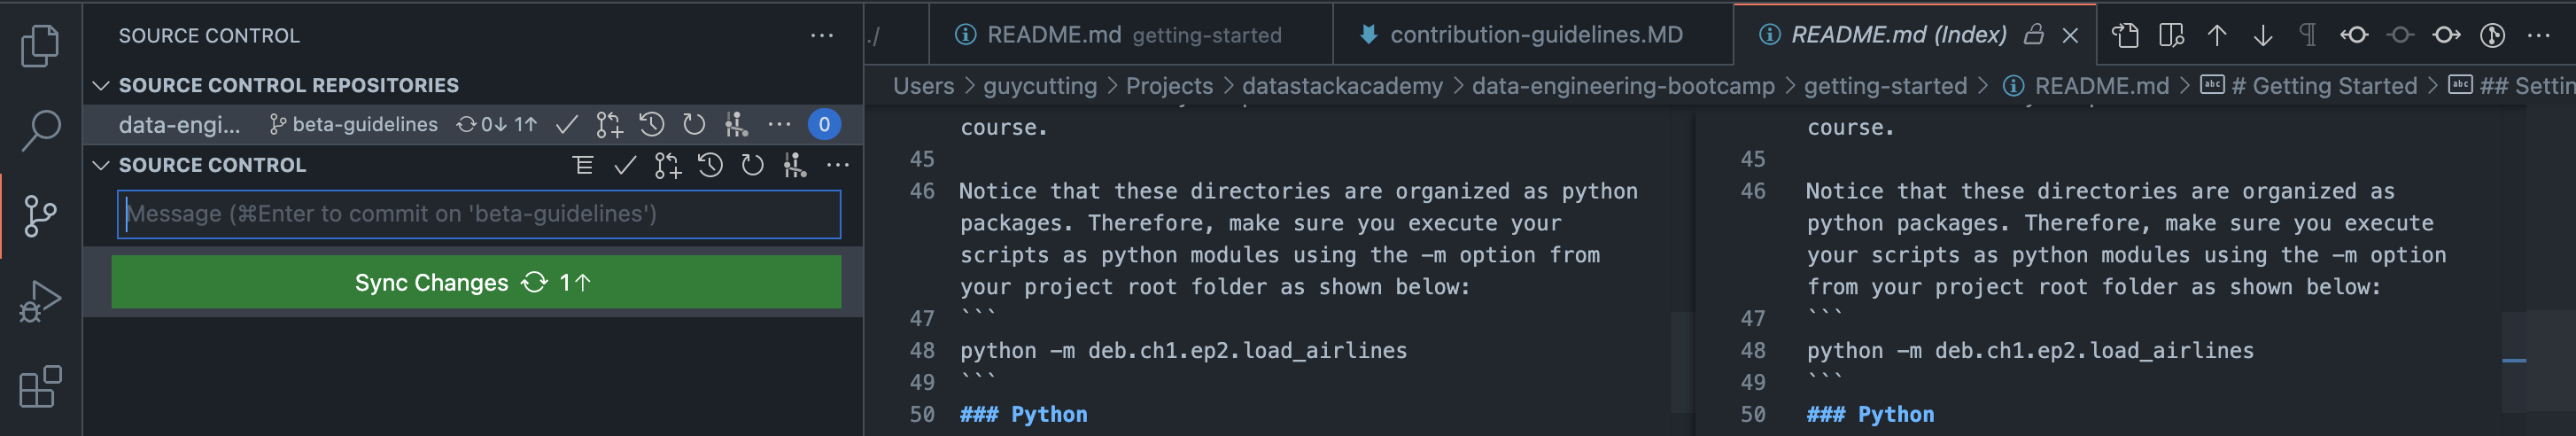 SOURCE CONTROL
SOURCE CONTROL REPOSITORIES
data-engi... beta-guidelines 0↓ 1↑ 0
SOURCE CONTROL
Message (⌘Enter to commit on 'beta-guidelines')
Sync Changes 1↑
./ README.md getting-started contribution-guidelines.MD README.md (Index)
Users > guycutting > Projects > datastackacademy > data-engineering-bootcamp > getting-started > README.md > # Getting Started > ## Settin
course.
45
46 Notice that these directories are organized as python
packages. Therefore, make sure you execute your
scripts as python modules using the -m option from
your project root folder as shown below:
47 ```
48 python -m deb.ch1.ep2.load_airlines
49 ```
50 ### Python
course.
45
46 Notice that these directories are organized as
python packages. Therefore, make sure you execute
your scripts as python modules using the -m option
from your project root folder as shown below:
47 ```
48 python -m deb.ch1.ep2.load_airlines
49 ```
50 ### Python